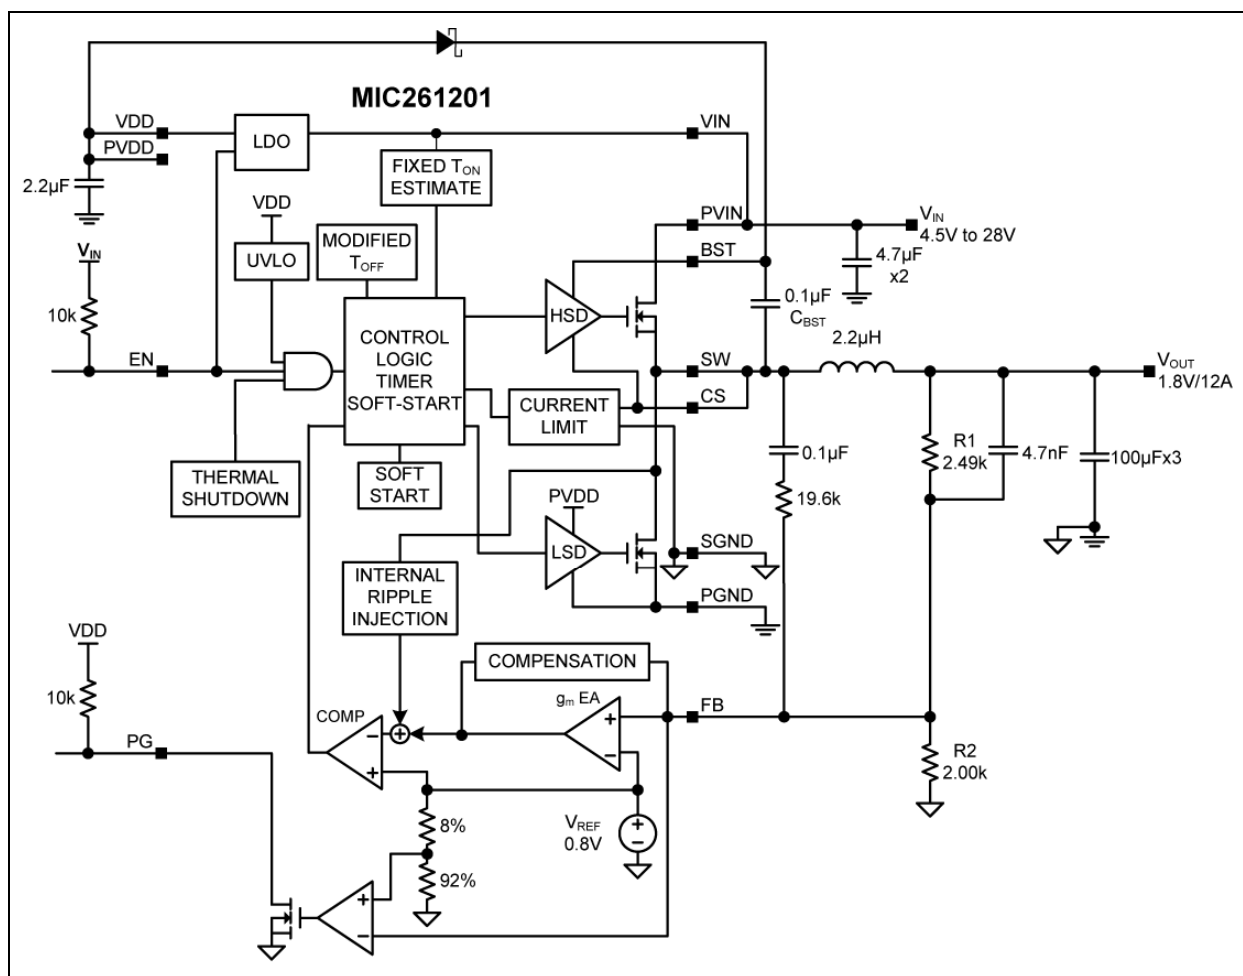 MIC261201
VDD
LDO
VIN
PVDD
FIXED TON
ESTIMATE
2.2µF
VDD
PVIN
VIN
4.5V to 28V
VIN
UVLO
MODIFIED
TOFF
BST
4.7µF
x2
10k
HSD
0.1µF
CBST
CONTROL
LOGIC
TIMER
SOFT-START
2.2µH
EN
SW
VOUT
1.8V/12A
CURRENT
LIMIT
CS
R1
2.49k
0.1µF
4.7nF
100µFx3
THERMAL
SHUTDOWN
SOFT
START
PVDD
19.6k
LSD
SGND
INTERNAL
RIPPLE
INJECTION
PGND
VDD
COMPENSATION
10k
gm EA
COMP
FB
+
−
+
−
+
PG
R2
2.00k
8%
VREF
0.8V
+
−
92%
+
−